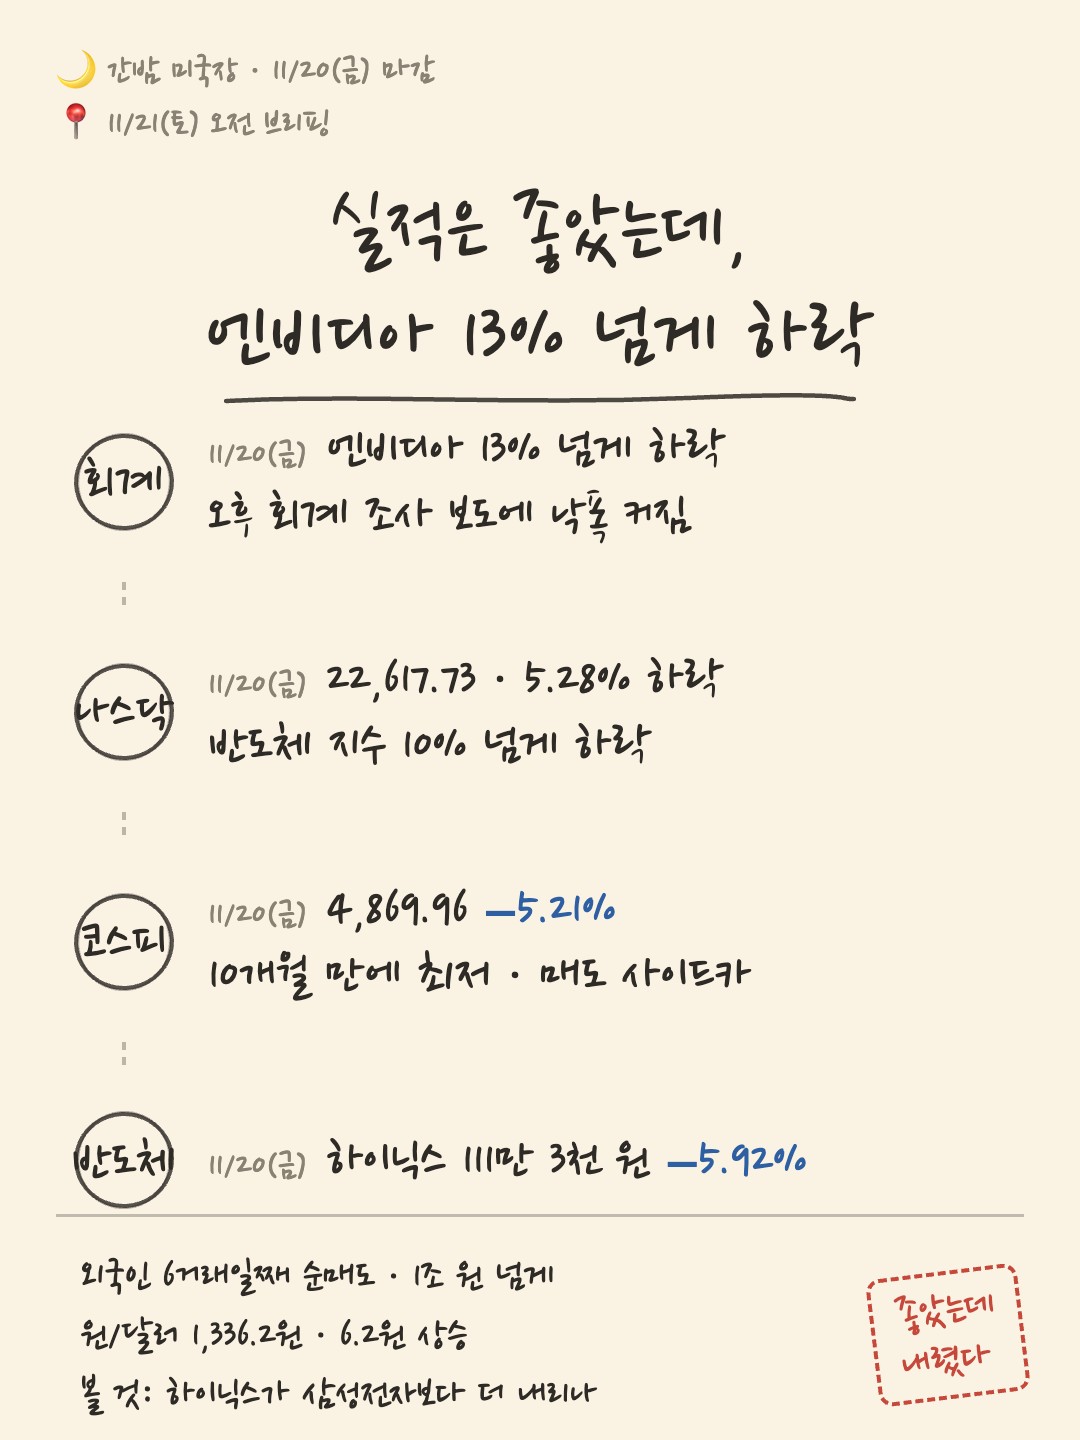 간밤 미국장 · 11/20(금) 마감
11/21(토) 오전 브리핑
실적은 좋았는데,
엔비디아 13% 넘게 하락
회계
11/20(금) 엔비디아 13% 넘게 하락
오후 회계 조사 보도에 낙폭 커짐
나스닥
11/20(금) 22,617.73 · 5.28% 하락
반도체 지수 10% 넘게 하락
코스피
11/20(금) 4,869.96 —5.21%
10개월 만에 최저 · 매도 사이드카
반도체
11/20(금) 하이닉스 111만 3천 원 —5.92%
외국인 6거래일째 순매도 · 1조 원 넘게
원/달러 1,336.2원 · 6.2원 상승
볼 것: 하이닉스가 삼성전자보다 더 내리나
좋았는데
내렸다